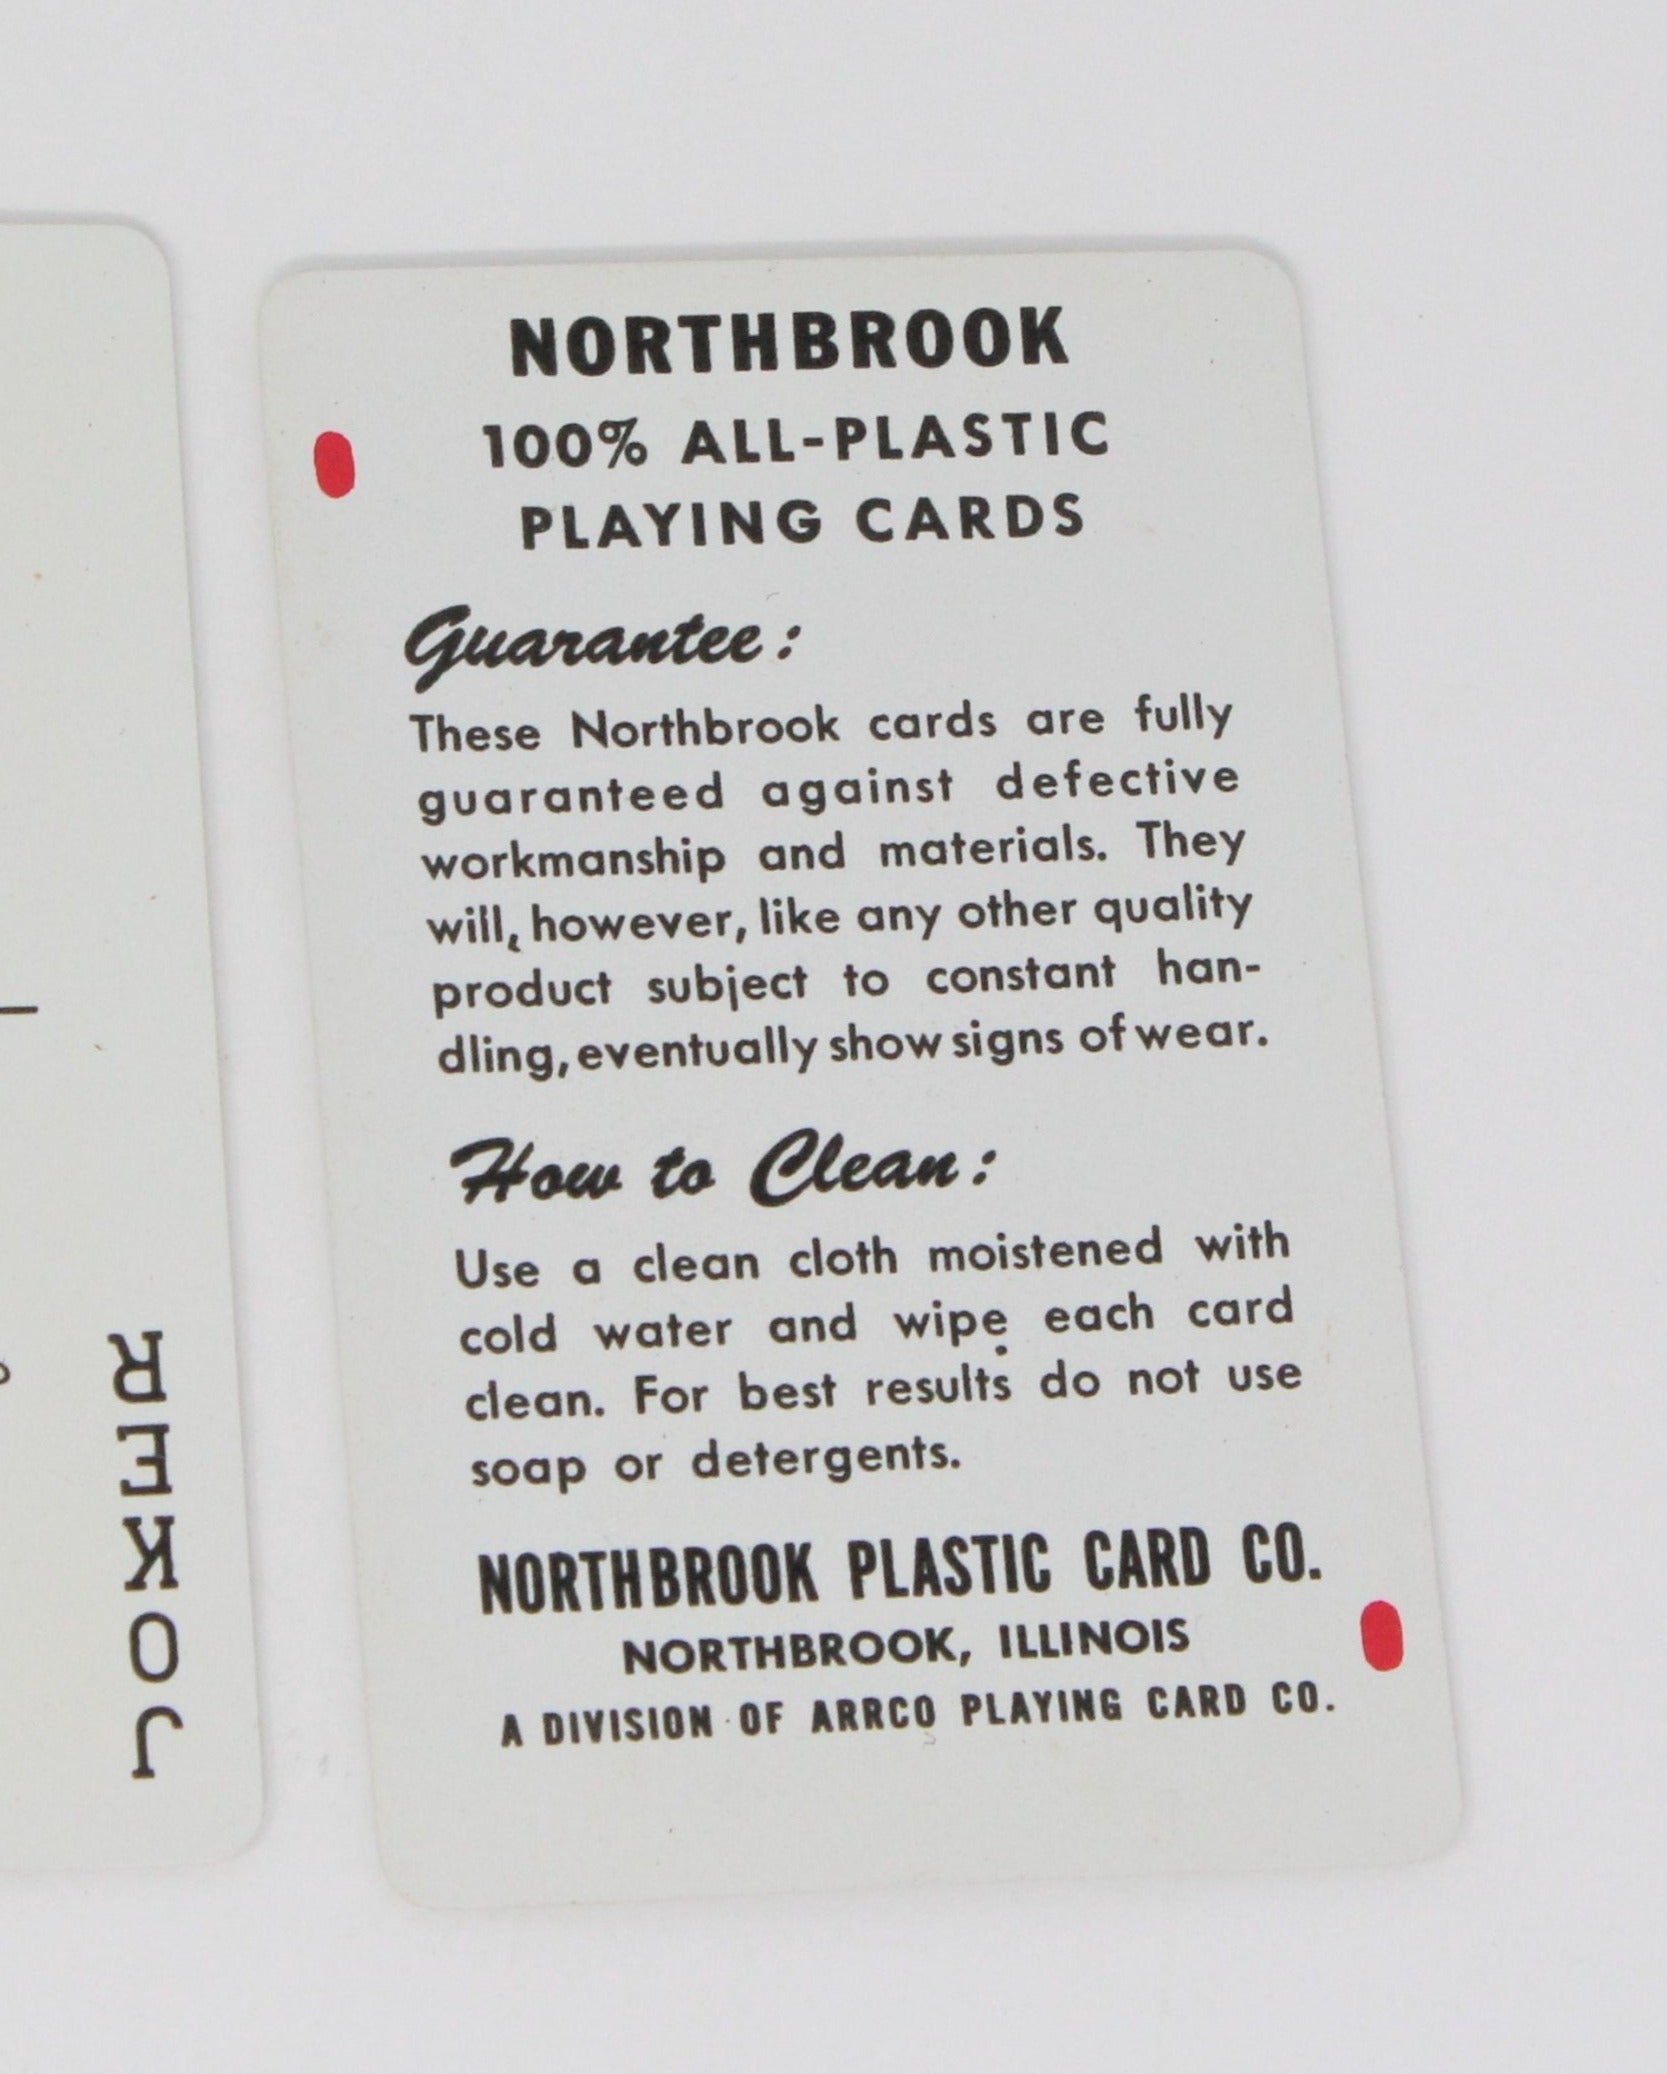 NORTHBROOK
100% ALL-PLASTIC
PLAYING CARDS
Guarantee:
These Northbrook cards are fully
guaranteed against defective
workmanship and materials. They
will, however, like any other quality
product subject to constant han-
dling, eventually show signs of wear.
How to Clean:
Use a clean cloth moistened with
cold water and wipe each card
clean. For best results do not use
soap or detergents.
NORTHBROOK PLASTIC CARD CO.
NORTHBROOK, ILLINOIS
A DIVISION OF ARRCO PLAYING CARD CO.
JOKER